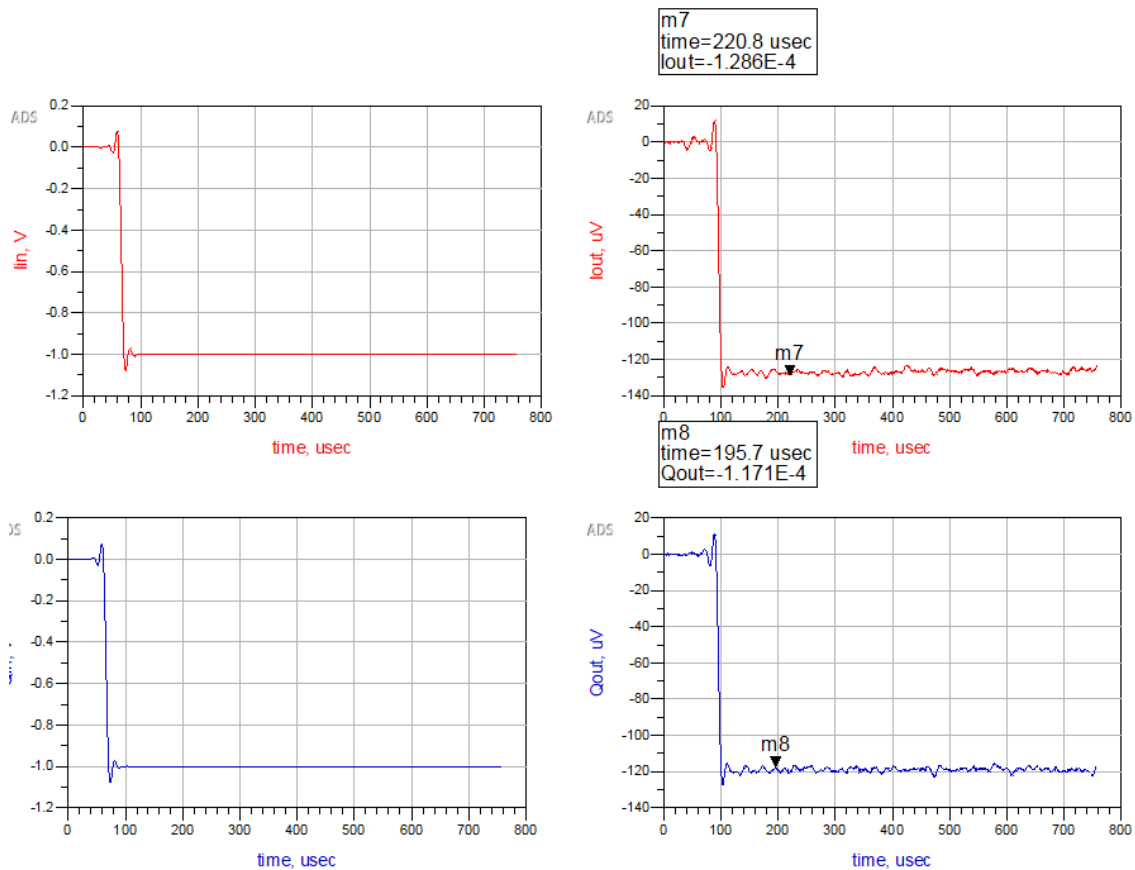 m7
time=220.8 usec
Iout=-1.286E-4
ADS
0.2
0.0
-0.2
-0.4
-0.6
-0.8
-1.0
-1.2
Iin, V
0 100 200 300 400 500 600 700 800
time, usec
ADS
20
0
-20
-40
-60
-80
-100
-120
-140
Iout, uV
m7
0 100 200 300 400 500 600 700 800
time, usec
m8
time=195.7 usec
Qout=-1.171E-4
DS
0.2
0.0
-0.2
-0.4
-0.6
-0.8
-1.0
-1.2
0 100 200 300 400 500 600 700 800
time, usec
ADS
20
0
-20
-40
-60
-80
-100
-120
-140
Qout, uV
m8
0 100 200 300 400 500 600 700 800
time, usec